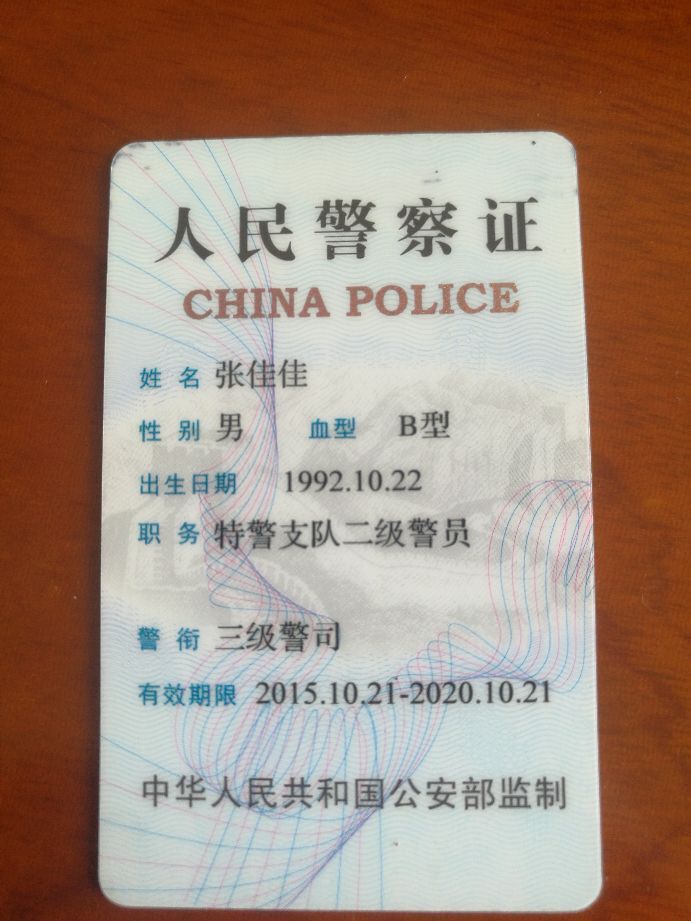 人民警察证
CHINA POLICE
姓名 张佳佳
性别 男 血型 B型
出生日期 1992.10.22
职务 特警支队二级警员
警衔 三级警司
有效期限 2015.10.21-2020.10.21
中华人民共和国公安部监制